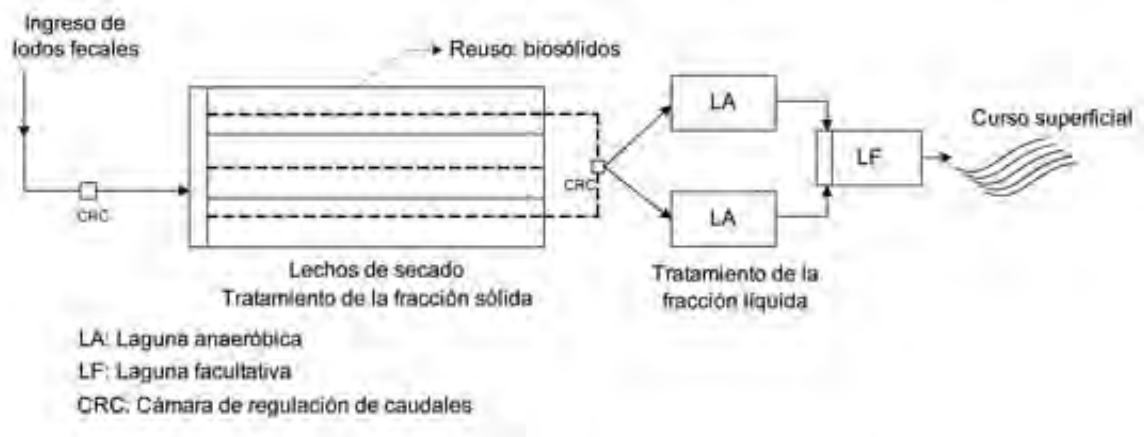 Ingreso de
lodos fecales
Reuso: biosólidos
LA
Curso superficial
LF
CRC
CRC
LA
Lechos de secado
Tratamiento de la fracción sólida
Tratamiento de la
fracción líquida
LA: Laguna anaeróbica
LF: Laguna facultativa
CRC: Cámara de regulación de caudales